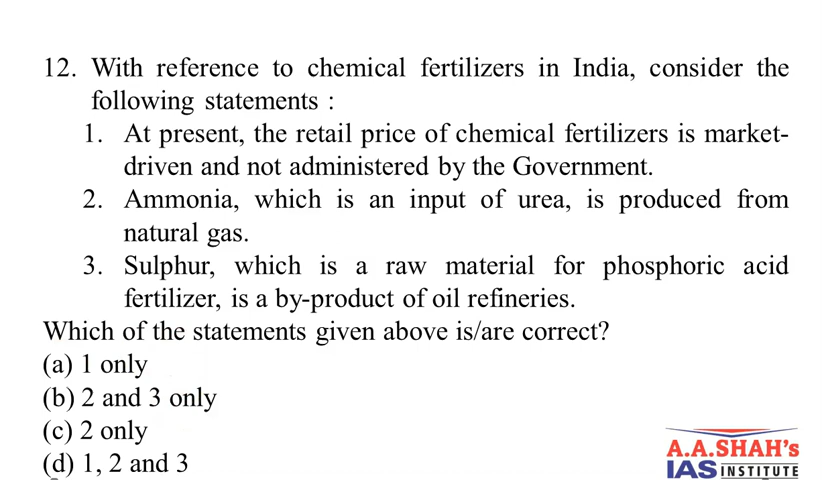 12. With reference to chemical fertilizers in India, consider the
following statements :
1. At present, the retail price of chemical fertilizers is market-
driven and not administered by the Government.
2. Ammonia, which is an input of urea, is produced from
natural gas.
3. Sulphur, which is a raw material for phosphoric acid
fertilizer, is a by-product of oil refineries.
Which of the statements given above is/are correct?
(a) 1 only
(b) 2 and 3 only
(c) 2 only
(d) 1, 2 and 3
A.A.SHAH's
IAS INSTITUTE